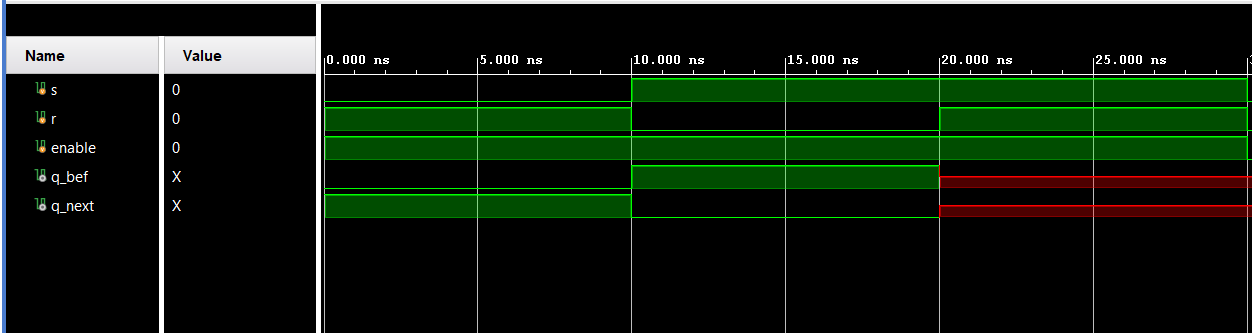 Name Value
0.000 ns 5.000 ns 10.000 ns 15.000 ns 20.000 ns 25.000 ns
s 0
r 0
enable 0
q_bef X
q_next X